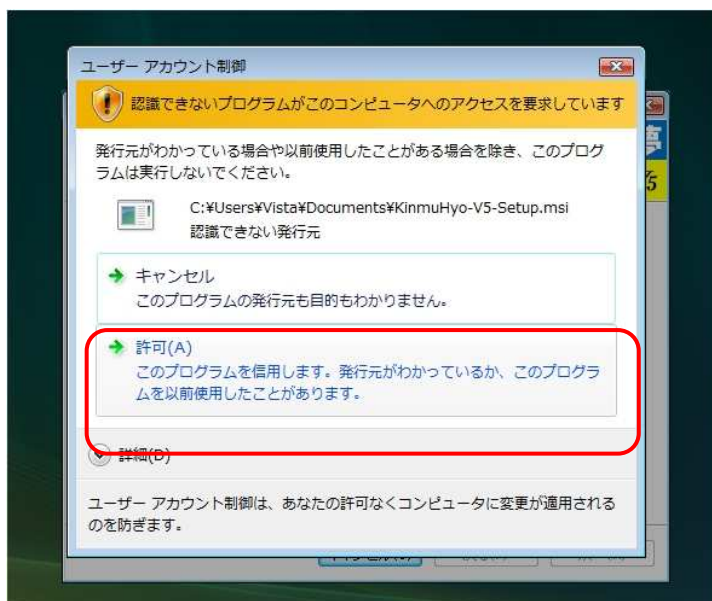 ユーザー アカウント制御
認識できないプログラムがこのコンピュータへのアクセスを要求しています
発行元がわかっている場合や以前使用したことがある場合を除き、このプログ
ラムは実行しないでください。
C:¥Users¥Vista¥Documents¥KinmuHyo-V5-Setup.msi
認識できない発行元
キャンセル
このプログラムの発行元も目的もわかりません。
許可(A)
このプログラムを信用します。発行元がわかっているか、このプログラ
ムを以前使用したことがあります。
詳細(D)
ユーザー アカウント制御は、あなたの許可なくコンピュータに変更が適用される
のを防ぎます。